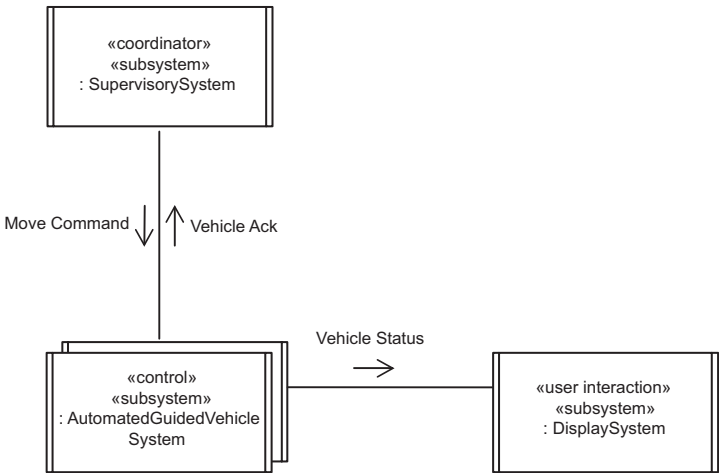 «coordinator»
«subsystem»
: SupervisorySystem
Move Command
Vehicle Ack
Vehicle Status
«control»
«subsystem»
: AutomatedGuidedVehicle
System
«user interaction»
«subsystem»
: DisplaySystem